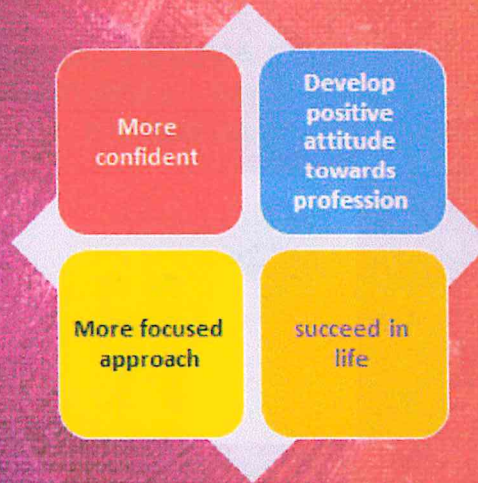 More
confident
Develop
positive
attitude
towards
profession
More focused
approach
succeed in
life